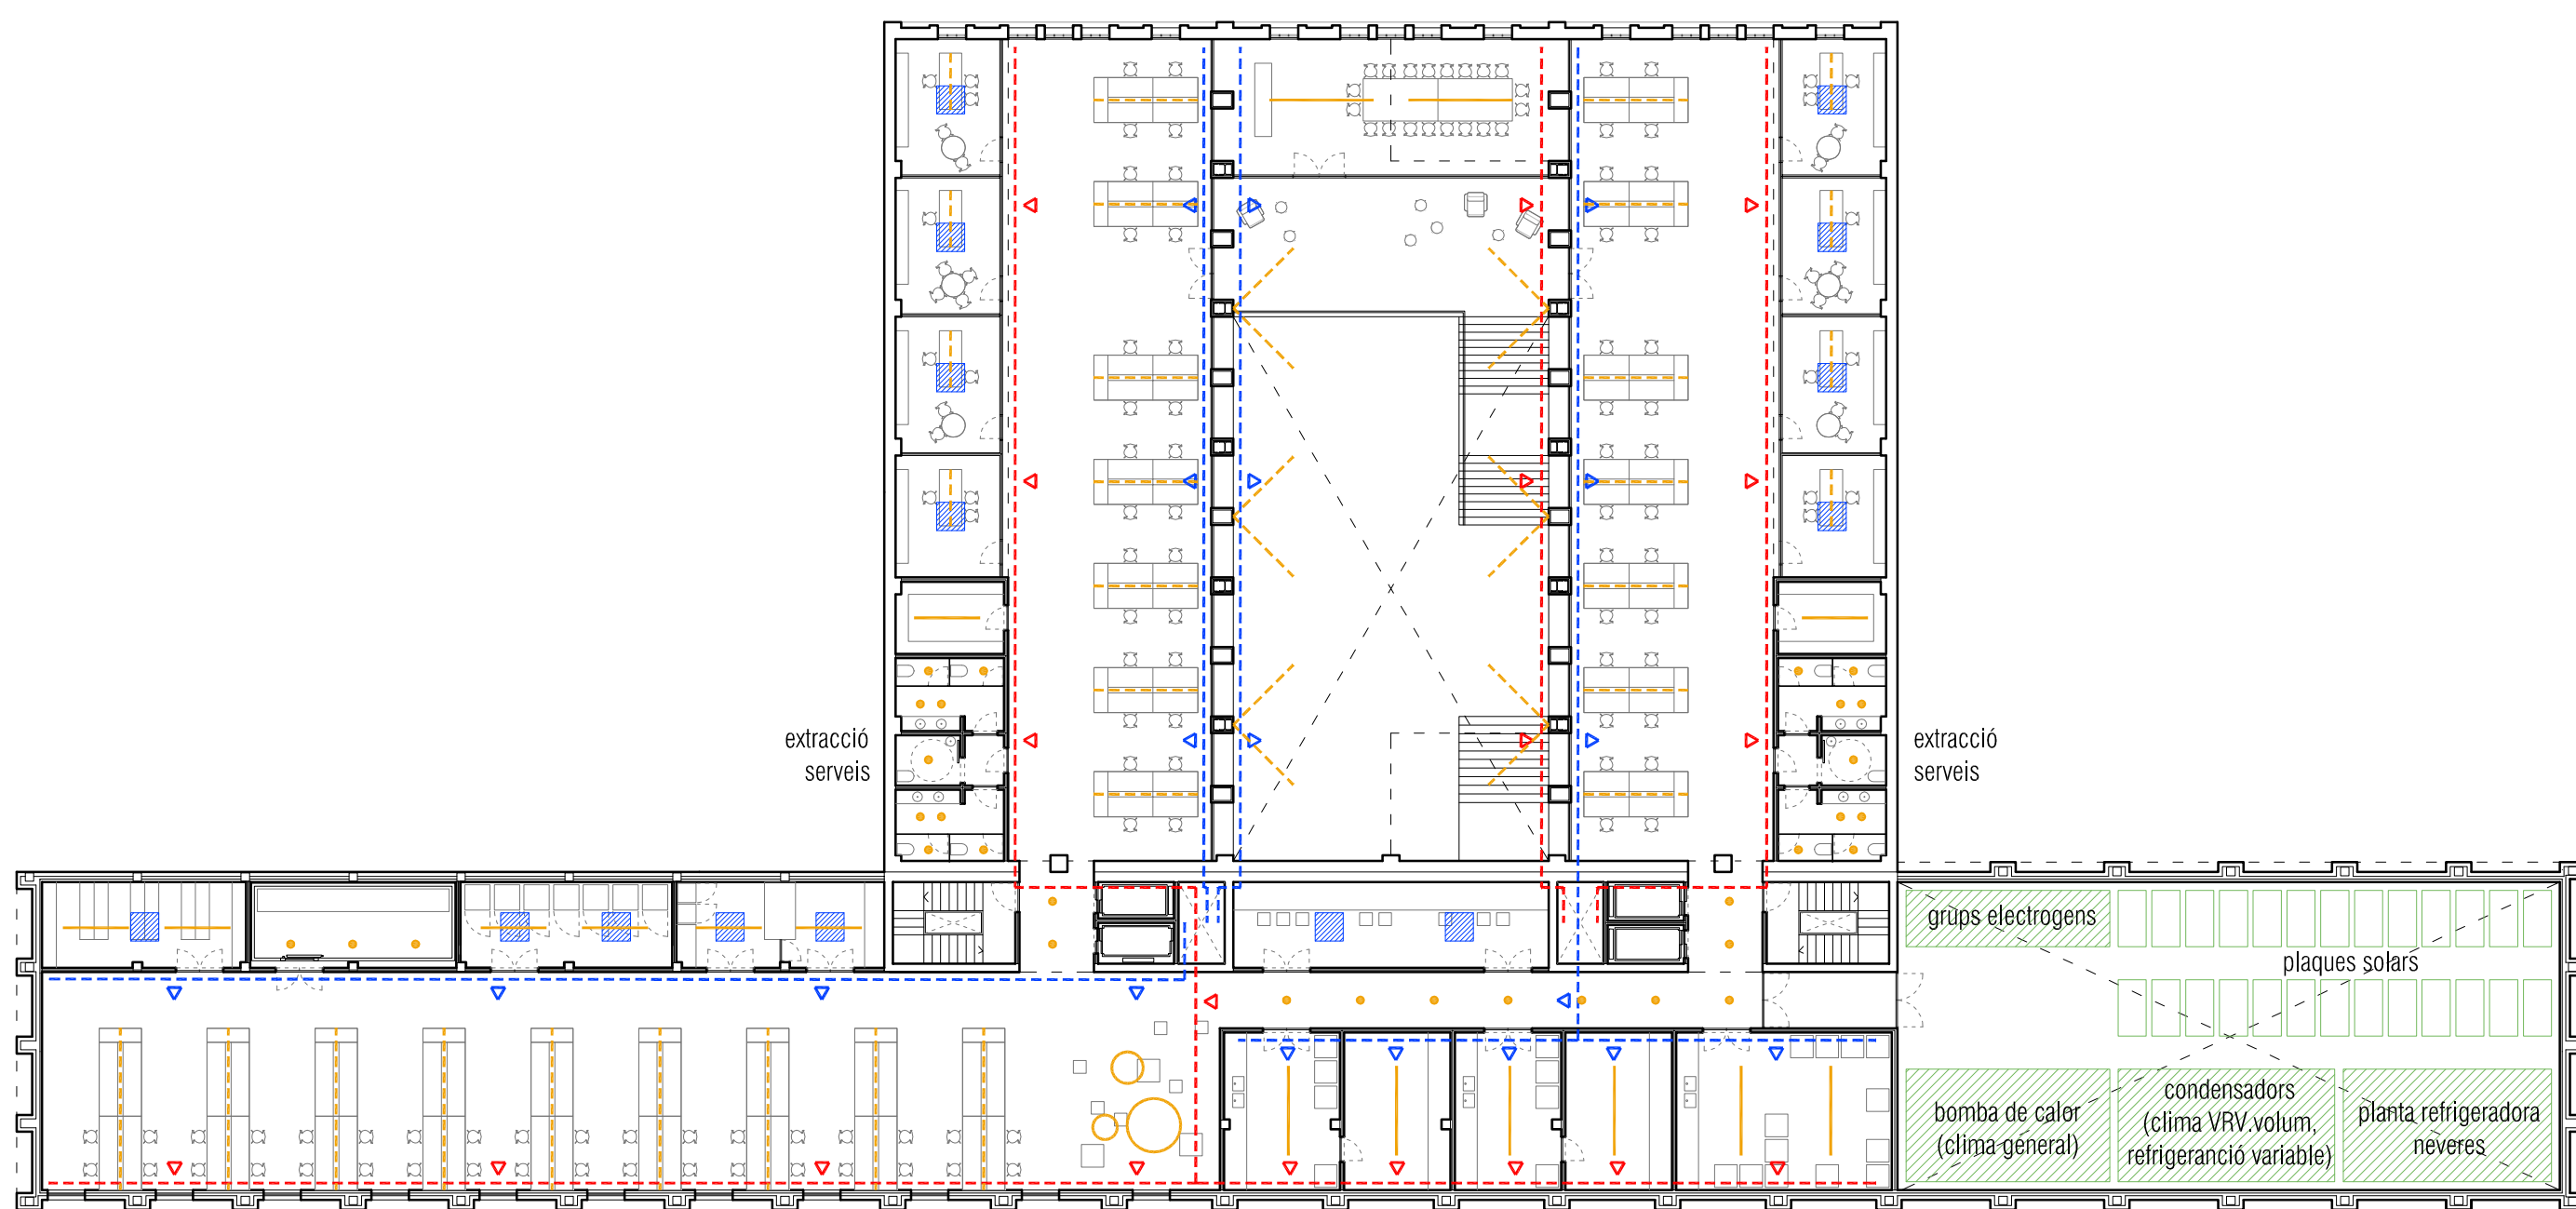 extracció
serveis
extracció
serveis
grups electrogens
plaques solars
bomba de calor
(clima general)
condensadors
(clima VRV.volum,
refrigeranció variable)
planta refrigeradora
neveres